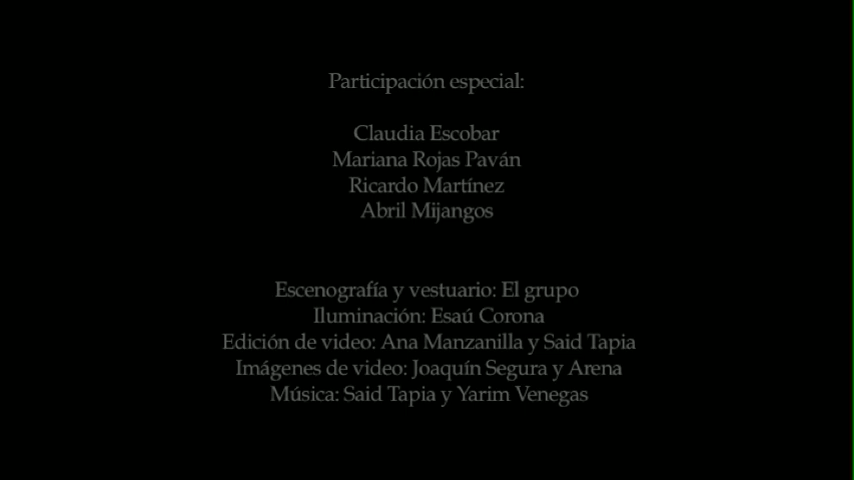 Participación especial:
Claudia Escobar
Mariana Rojas Paván
Ricardo Martínez
Abril Mijangos
Escenografía y vestuario: El grupo
Iluminación: Esaú Corona
Edición de video: Ana Manzanilla y Said Tapia
Imágenes de video: Joaquín Segura y Arena
Música: Said Tapia y Yarim Venegas